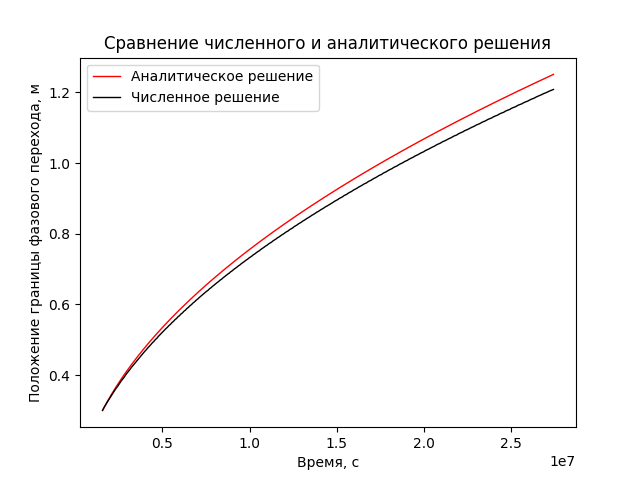 Сравнение численного и аналитического решения
Аналитическое решение
Численное решение
Положение границы фазового перехода, м
1.2
1.0
0.8
0.6
0.4
0.5
1.0
1.5
2.0
2.5
1e7
Время, с